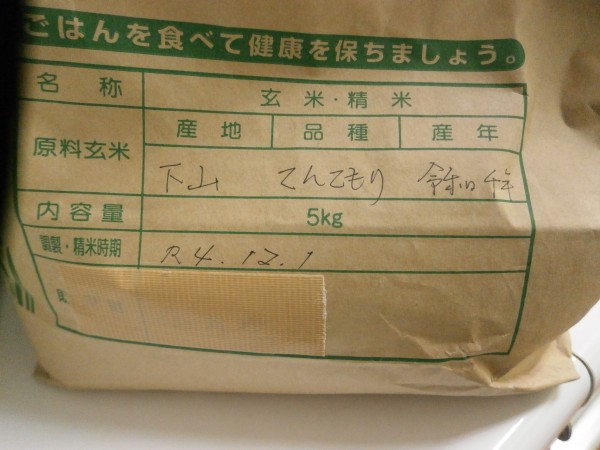 ごはんを食べて健康を保ちましょう。
名称 玄米・精米
原料玄米 産地 品種 産年
下山 てんこもり 令和4年
内容量 5kg
調製・精米時期 R4.12.1